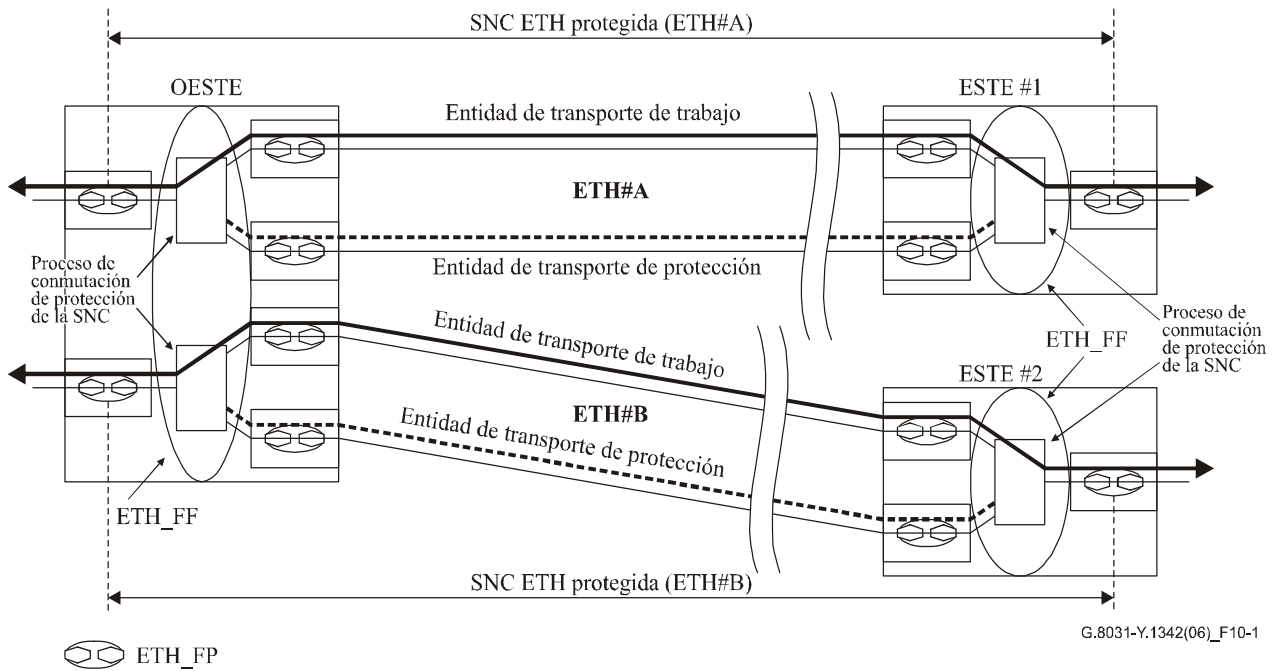 SNC ETH protegida (ETH#A)
OESTE
ESTE #1
Entidad de transporte de trabajo
ETH#A
Entidad de transporte de protección
Proceso de
conmutación
de protección
de la SNC
Entidad de transporte de trabajo
ETH_FF
Proceso de
conmutación
de protección
de la SNC
ESTE #2
ETH#B
Entidad de transporte de protección
ETH_FF
SNC ETH protegida (ETH#B)
G.8031-Y.1342(06)_F10-1
ETH_FP